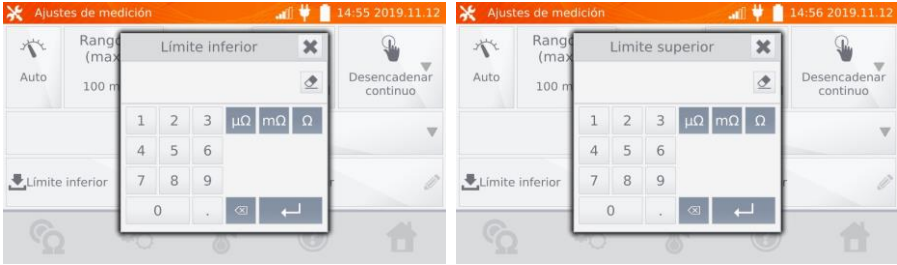 Ajustes de medición 14:55 2019.11.12
Límite inferior
Rango
(max
Auto
100 m
Desencadenar
continuo
1 2 3 μΩ mΩ Ω
4 5 6
7 8 9
0 .
Límite inferior
Ajustes de medición 14:56 2019.11.12
Limite superior
Rango
(max
Auto
100 m
Desencadenar
continuo
1 2 3 μΩ mΩ Ω
4 5 6
7 8 9
0 .
Límite inferior